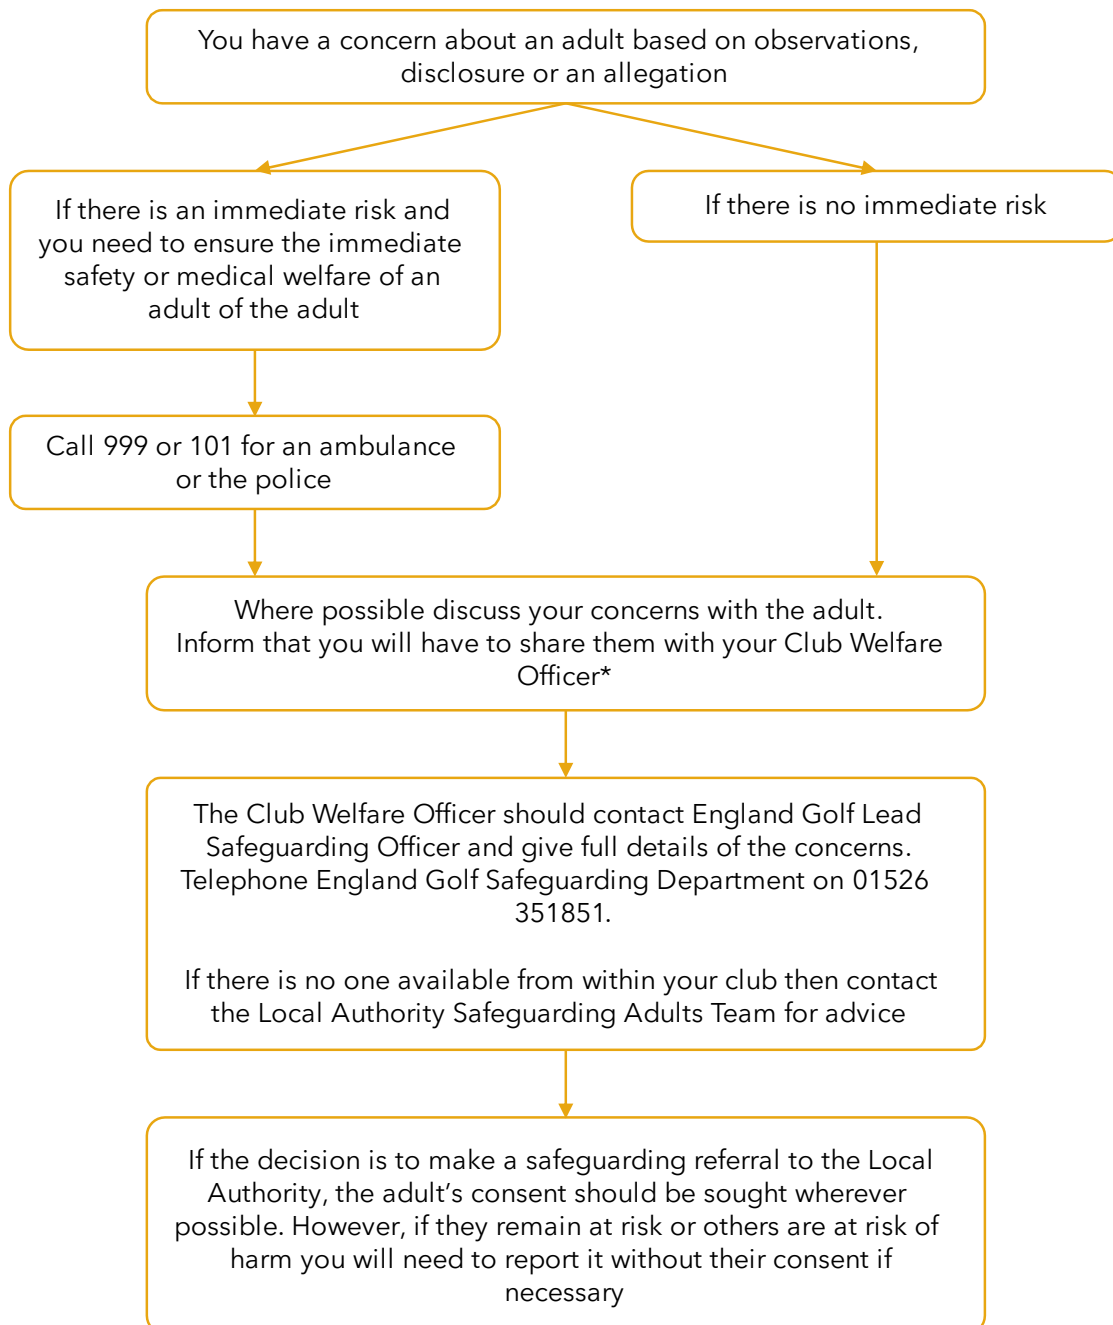 You have a concern about an adult based on observations,
disclosure or an allegation
If there is an immediate risk and
you need to ensure the immediate
safety or medical welfare of an
adult of the adult
If there is no immediate risk
Call 999 or 101 for an ambulance
or the police
Where possible discuss your concerns with the adult.
Inform that you will have to share them with your Club Welfare
Officer*
The Club Welfare Officer should contact England Golf Lead
Safeguarding Officer and give full details of the concerns.
Telephone England Golf Safeguarding Department on 01526
351851.
If there is no one available from within your club then contact
the Local Authority Safeguarding Adults Team for advice
If the decision is to make a safeguarding referral to the Local
Authority, the adult’s consent should be sought wherever
possible. However, if they remain at risk or others are at risk of
harm you will need to report it without their consent if
necessary